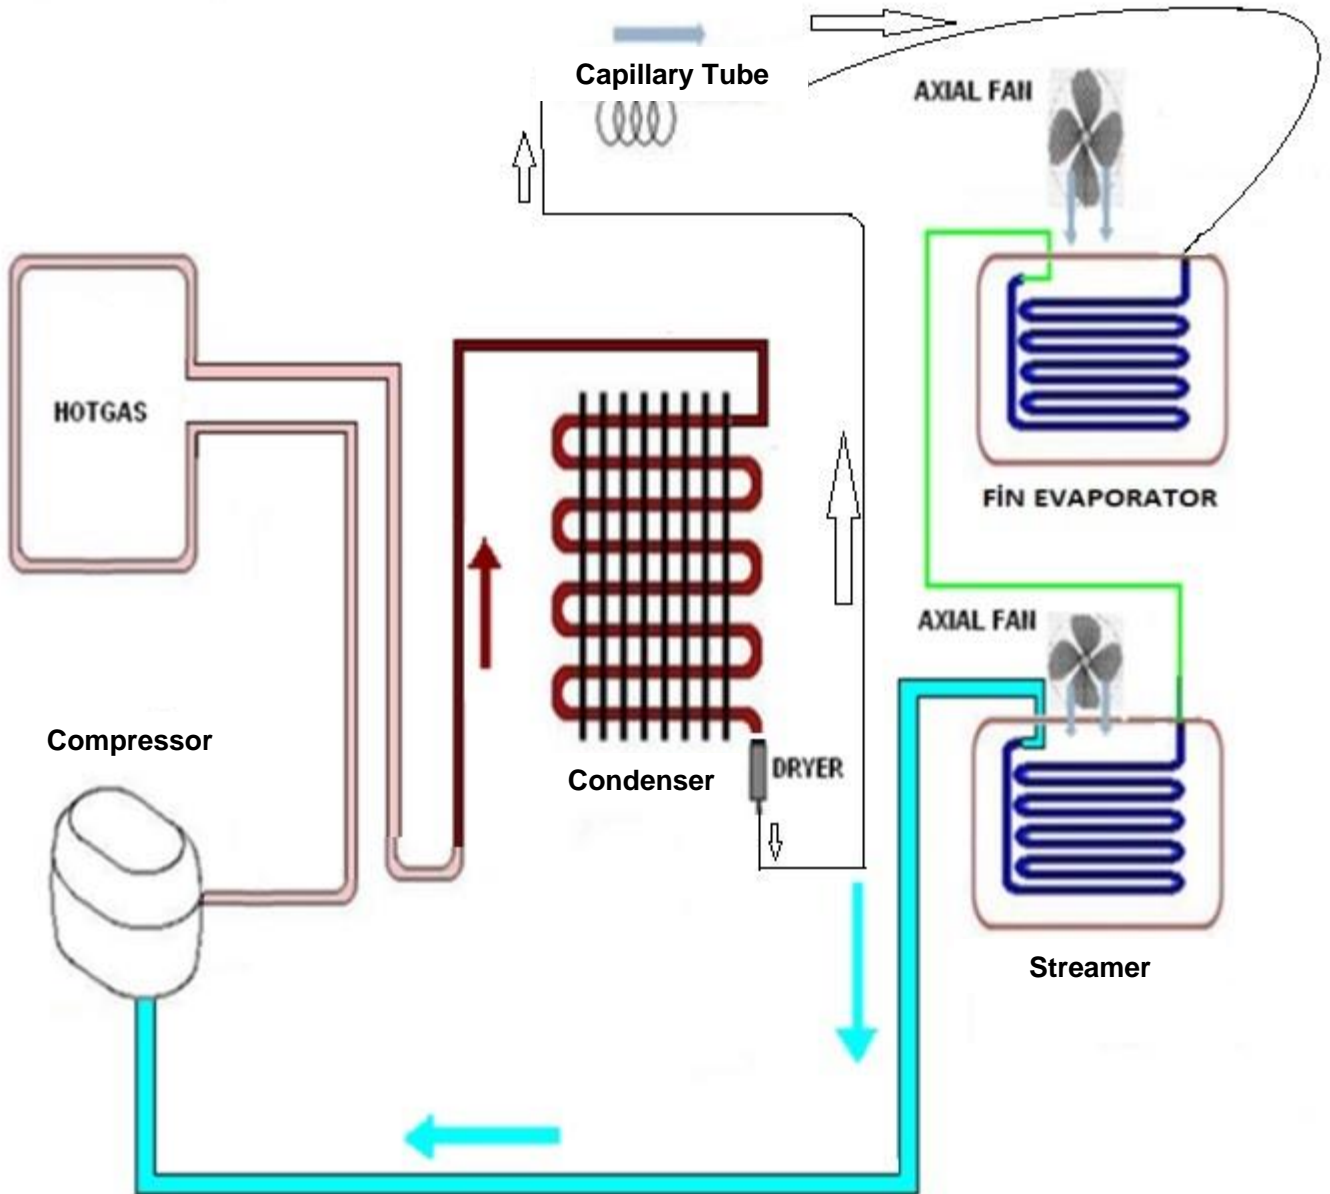 Capillary Tube
AXIAL FAN
HOTGAS
FİN EVAPORATOR
AXIAL FAN
Compressor
Condenser
DRYER
Streamer